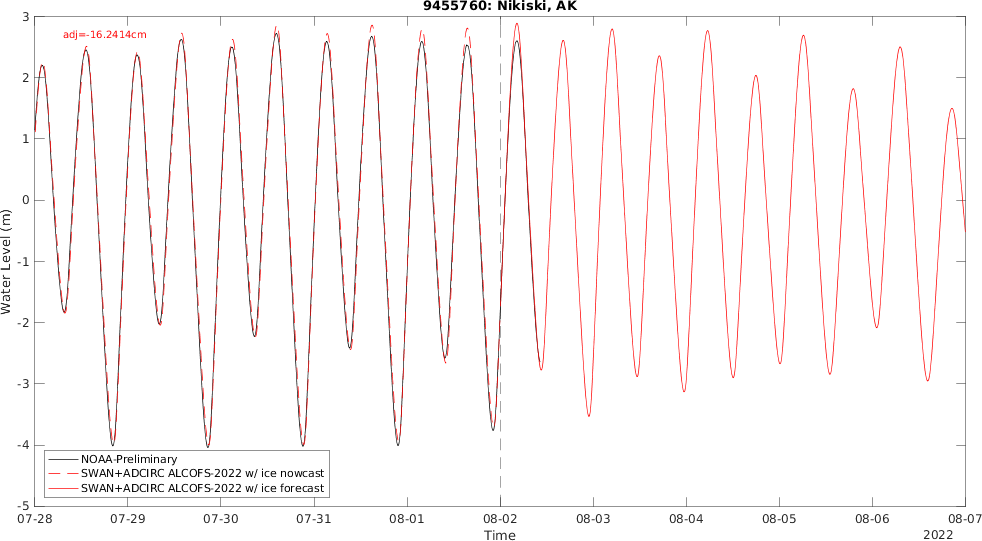 9455760: Nikiski, AK
adj=-16.2414cm
3
2
1
0
-1
-2
-3
-4
-5
Water Level (m)
NOAA-Preliminary
SWAN+ADCIRC ALCOFS-2022 w/ ice nowcast
SWAN+ADCIRC ALCOFS-2022 w/ ice forecast
07-28 07-29 07-30 07-31 08-01 08-02 08-03 08-04 08-05 08-06 08-07
Time
2022